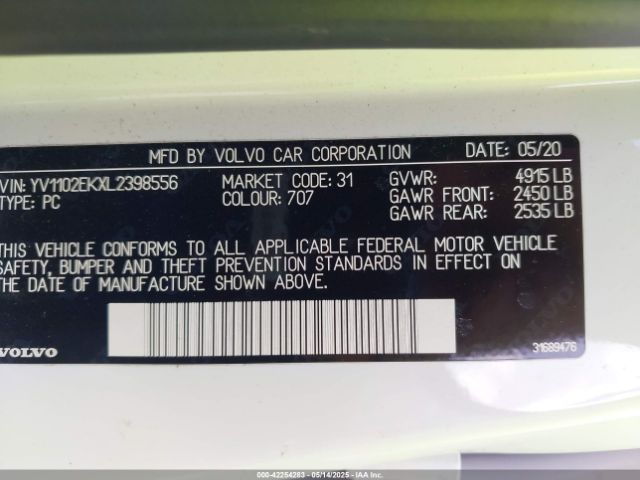 MFD BY VOLVO CAR CORPORATION DATE: 05/20
VIN: YV1102EKXL2398556 MARKET CODE: 31 GVWR: 4915 LB
TYPE: PC COLOUR: 707 GAWR FRONT: 2450 LB
GAWR REAR: 2535 LB
THIS VEHICLE CONFORMS TO ALL APPLICABLE FEDERAL MOTOR VEHICLE
SAFETY, BUMPER AND THEFT PREVENTION STANDARDS IN EFFECT ON
THE DATE OF MANUFACTURE SHOWN ABOVE.
VOLVO 31689476
000-42254283 - 05/14/2025 - IAAI, Inc.